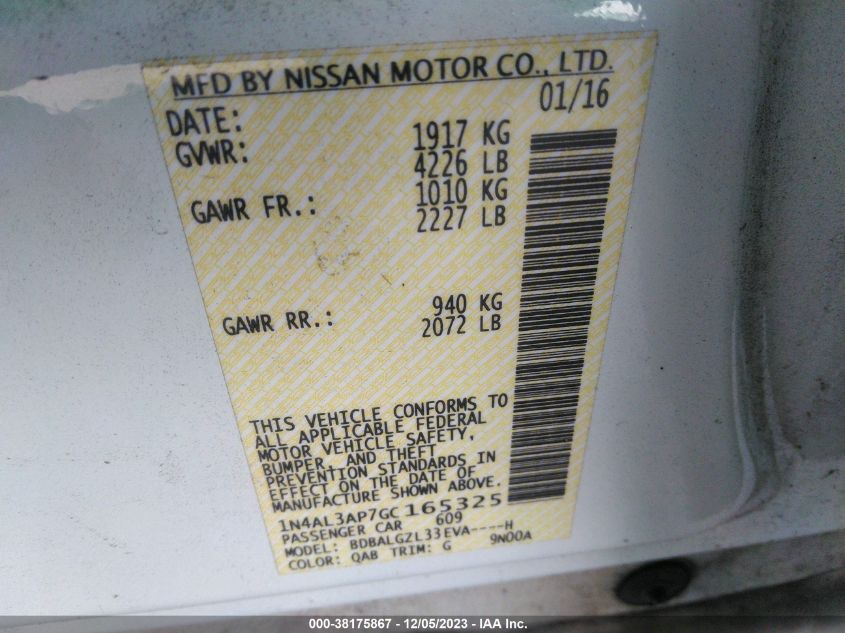 MFD BY NISSAN MOTOR CO., LTD.
DATE: 01/16
GVWR: 1917 KG
4226 LB
GAWR FR.: 1010 KG
2227 LB
GAWR RR.: 940 KG
2072 LB
THIS VEHICLE CONFORMS TO
ALL APPLICABLE FEDERAL
MOTOR VEHICLE SAFETY,
BUMPER, AND THEFT
PREVENTION STANDARDS IN
EFFECT ON THE DATE OF
MANUFACTURE SHOWN ABOVE.
1N4AL3AP7GC165325
PASSENGER CAR 609
MODEL: BDBALGZL33EVA----H
COLOR: QAB TRIM: G 9N00A
000-38175867 - 12/05/2023 - IAA Inc.